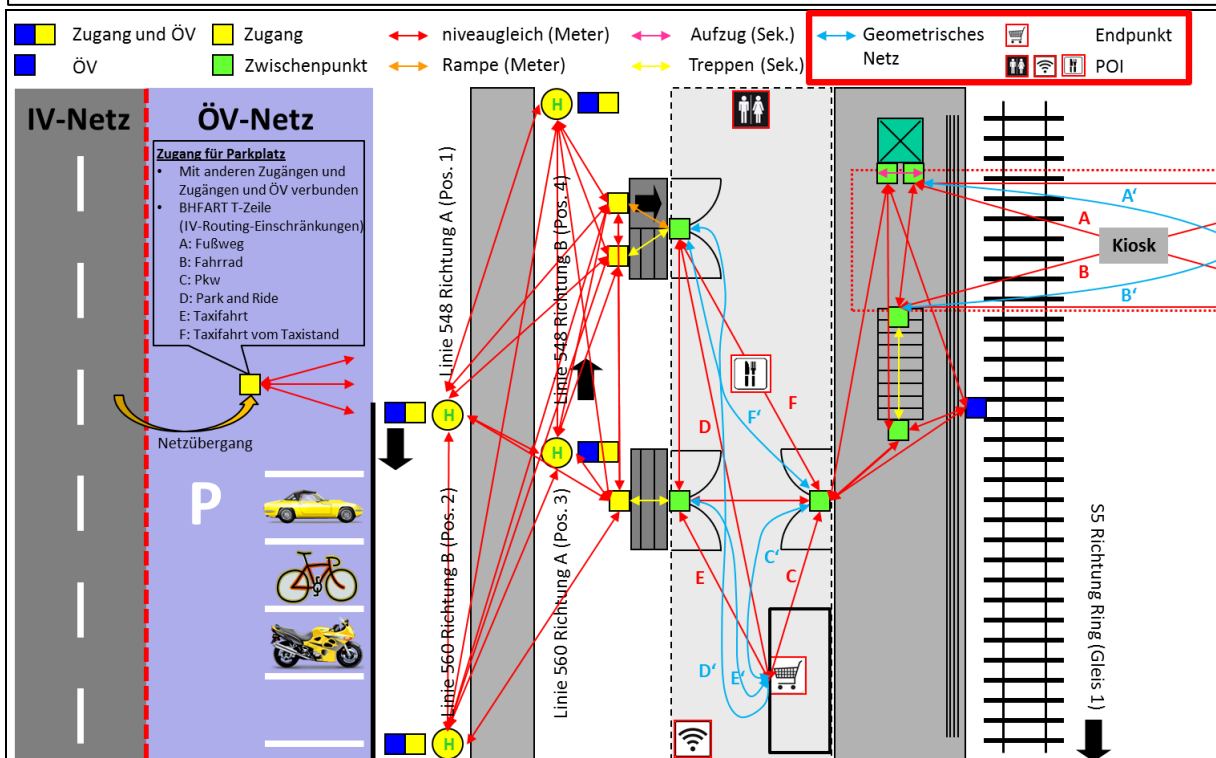 Zugang und ÖV
Zugang
niveaugleich (Meter)
Aufzug (Sek.)
Geometrisches
Netz
Endpunkt
ÖV
Zwischenpunkt
Rampe (Meter)
Treppen (Sek.)
POI
IV-Netz
ÖV-Netz
Zugang für Parkplatz
• Mit anderen Zugängen und
Zugängen und ÖV verbunden
• BHFART T-Zeile
(IV-Routing-Einschränkungen)
A: Fußweg
B: Fahrrad
C: Pkw
D: Park and Ride
E: Taxifahrt
F: Taxifahrt vom Taxistand
Netzübergang
P
Linie 548 Richtung A (Pos. 1)
Linie 560 Richtung B (Pos. 2)
Linie 548 Richtung B (Pos. 4)
Linie 560 Richtung A (Pos. 3)
H
H
H
H
D
F
F'
E
C
C'
D'
E'
A
A'
Kiosk
B
B'
S5 Richtung Ring (Gleis 1)